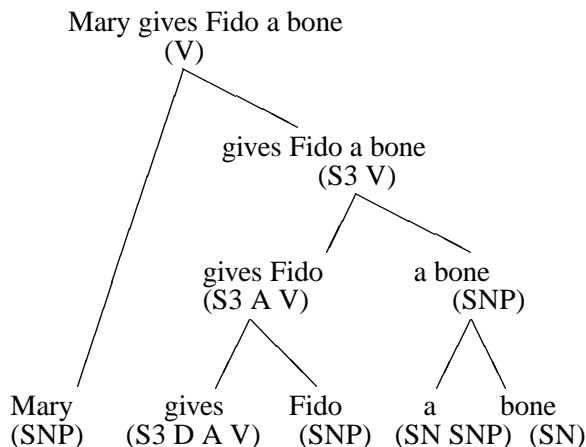 Mary gives Fido a bone
(V)
gives Fido a bone
(S3 V)
gives Fido a bone
(S3 A V) (SNP)
Mary gives Fido a bone
(SNP) (S3 D A V) (SNP) (SN SNP) (SN)